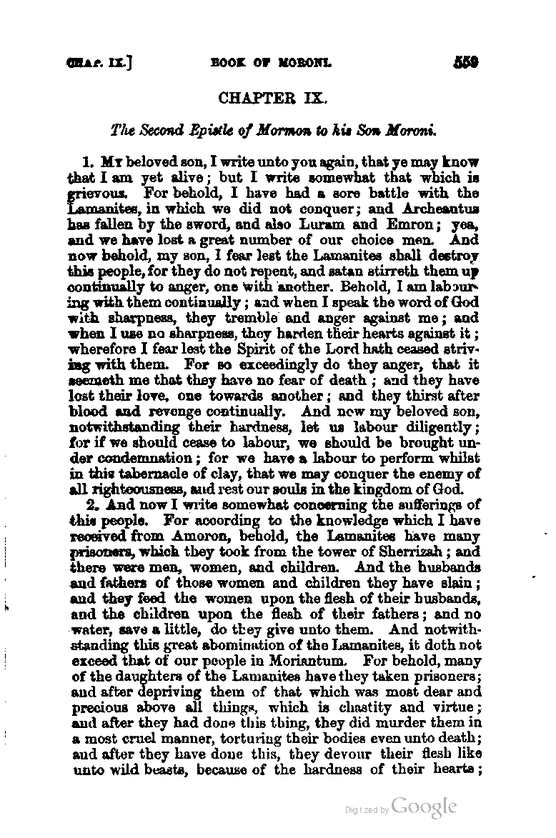 CHAP. IX.] BOOK OF MORONI. 559
CHAPTER IX.
The Second Epistle of Mormon to his Son Moroni.
1. MY beloved son, I write unto you again, that ye may know
that I am yet alive; but I write somewhat that which is
grievous. For behold, I have had a sore battle with the
Lamanites, in which we did not conquer; and Archeantus
has fallen by the sword, and also Luram and Emron; yea,
and we have lost a great number of our choice men. And
now behold, my son, I fear lest the Lamanites shall destroy
this people, for they do not repent, and satan stirreth them up
continually to anger, one with another. Behold, I am labour-
ing with them continually; and when I speak the word of God
with sharpness, they tremble and anger against me; and
when I use no sharpness, they harden their hearts against it;
wherefore I fear lest the Spirit of the Lord hath ceased striv-
ing with them. For so exceedingly do they anger, that it
seemeth me that they have no fear of death; and they have
lost their love, one towards another; and they thirst after
blood and revenge continually. And now my beloved son,
notwithstanding their hardness, let us labour diligently;
for if we should cease to labour, we should be brought un-
der condemnation; for we have a labour to perform whilst
in this tabernacle of clay, that we may conquer the enemy of
all righteousness, and rest our souls in the kingdom of God.
2. And now I write somewhat concerning the sufferings of
this people. For according to the knowledge which I have
received from Amoron, behold, the Lamanites have many
prisoners, which they took from the tower of Sherrizah; and
there were men, women, and children. And the husbands
and fathers of those women and children they have slain;
and they feed the women upon the flesh of their husbands,
and the children upon the flesh of their fathers; and no
water, save a little, do they give unto them. And notwith-
standing this great abomination of the Lamanites, it doth not
exceed that of our people in Moriantum. For behold, many
of the daughters of the Lamanites have they taken prisoners;
and after depriving them of that which was most dear and
precious above all things, which is chastity and virtue;
and after they had done this thing, they did murder them in
a most cruel manner, torturing their bodies even unto death;
and after they have done this, they devour their flesh like
unto wild beasts, because of the hardness of their hearts;
Digitized by Google